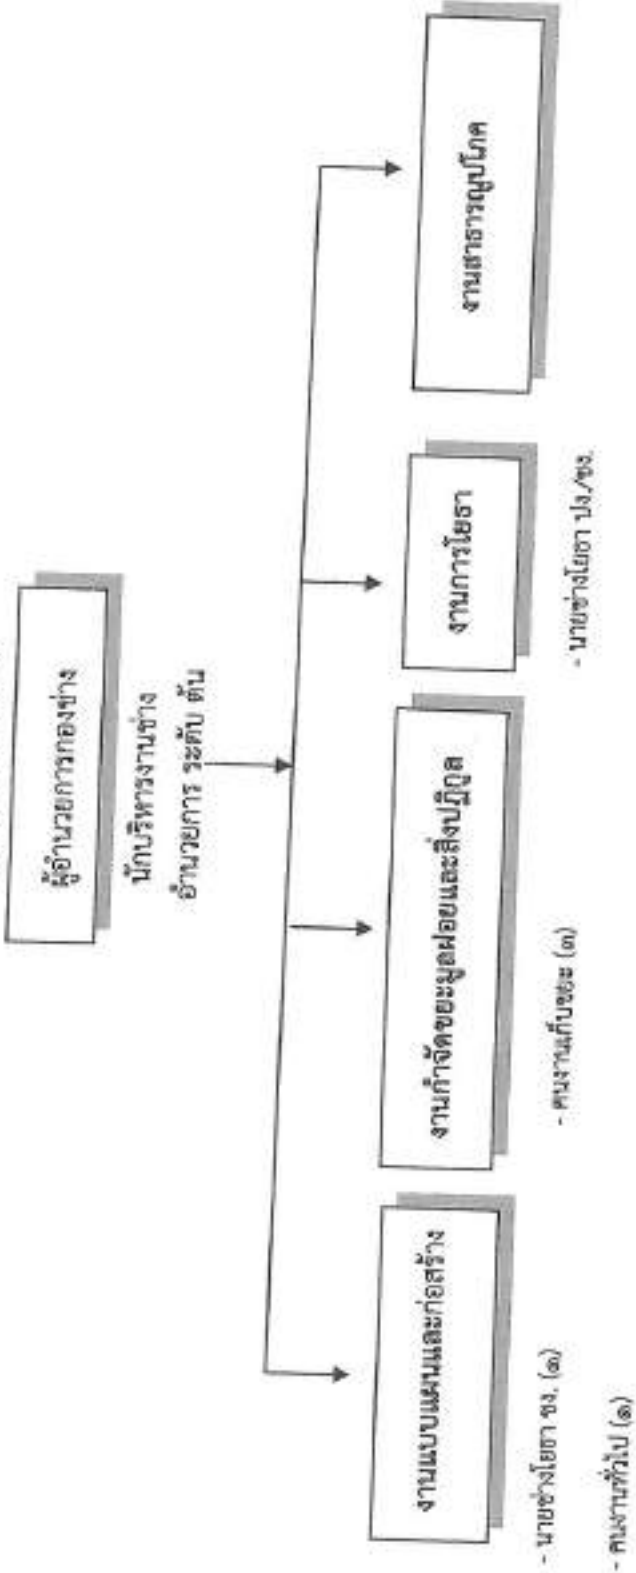 ผู้อำนวยการกองช่าง
นักบริหารงานช่าง
อำนวยการ ระดับ ต้น
งานแบบแผนและก่อสร้าง
- นายช่างโยธา ชง. (๑)
- คนงานทั่วไป (๑)
งานกำจัดขยะมูลฝอยและสิ่งปฏิกูล
- คนงานเก็บขยะ (๓)
งานการโยธา
- นายช่างโยธา ปง./ชง.
งานสาธารณูปโภค